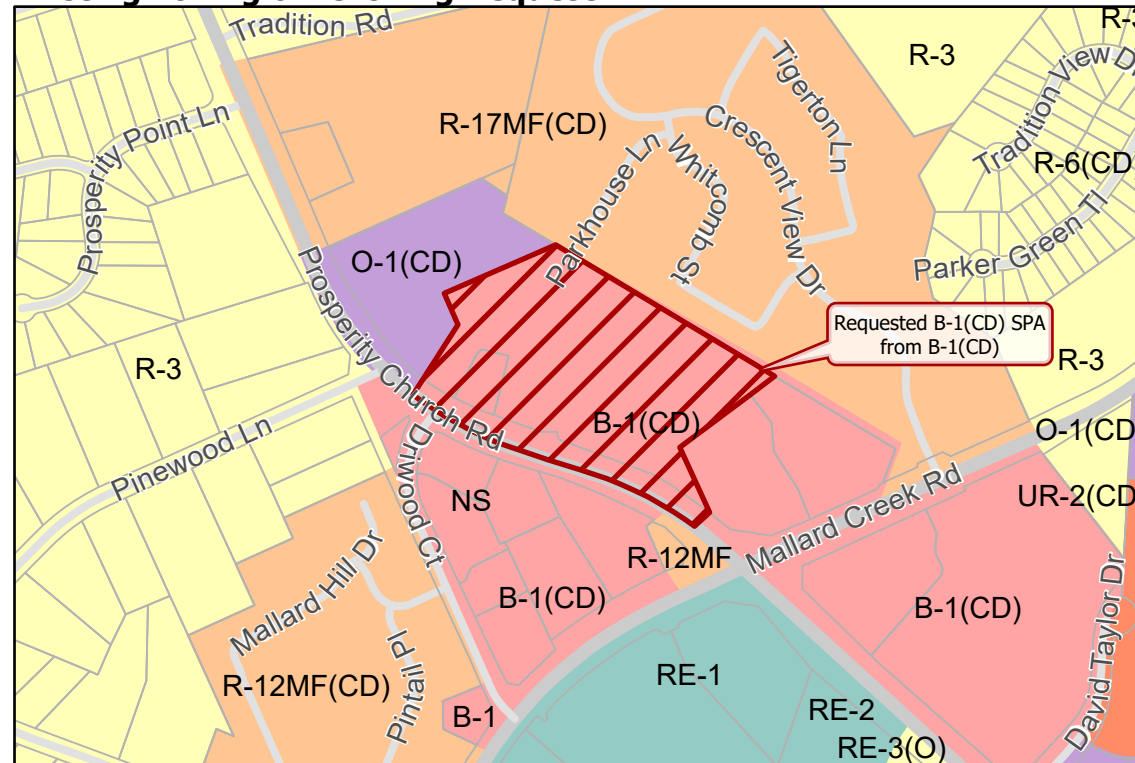 Tradition Rd
R-3
R-3
Tigerton Ln
Tradition View Dr
R-17MF(CD)
Prosperity Point Ln
Crescent View Dr
Whitcomb St
Parkhouse Ln
R-6(CD)
Parker Green Tl
O-1(CD)
Requested B-1(CD) SPA
from B-1(CD)
R-3
R-3
Prosperity Church Rd
B-1(CD)
O-1(CD)
Pinewood Ln
Driwood Ct
NS
Mallard Creek Rd
UR-2(CD)
R-12MF
Mallard Hill Dr
B-1(CD)
B-1(CD)
David Taylor Dr
Pintail Pl
R-12MF(CD)
RE-1
B-1
RE-2
RE-3(O)